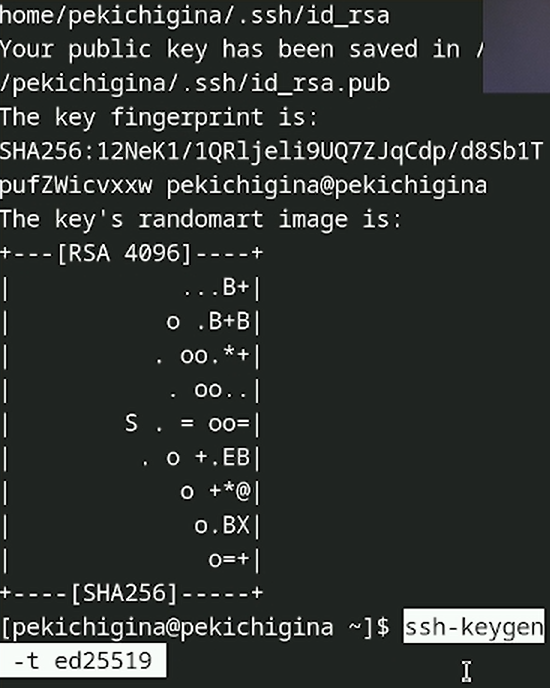 home/pekichigina/.ssh/id_rsa
Your public key has been saved in /
/pekichigina/.ssh/id_rsa.pub
The key fingerprint is:
SHA256:12NeK1/1QRljeli9UQ7ZJqCdp/d8Sb1T
pufZWicvxxw pekichigina@pekichigina
The key's randomart image is:
+---[RSA 4096]----+
|            ...B+|
|           o .B+B|
|          . oo.*+|
|           . oo..|
|        S . = oo=|
|         . o +.EB|
|            o +*@|
|             o.BX|
|              o=+|
+----[SHA256]-----+
[pekichigina@pekichigina ~]$ ssh-keygen
 -t ed25519